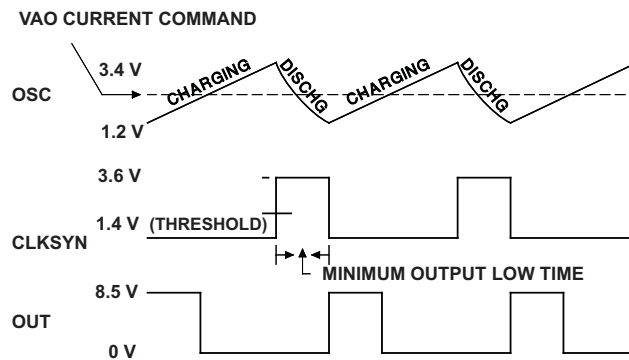 VAO CURRENT COMMAND
3.4 V
OSC
1.2 V
CHARGING
DISCHG
CHARGING
DISCHG
3.6 V
1.4 V
(THRESHOLD)
CLKSYN
MINIMUM OUTPUT LOW TIME
8.5 V
OUT
0 V